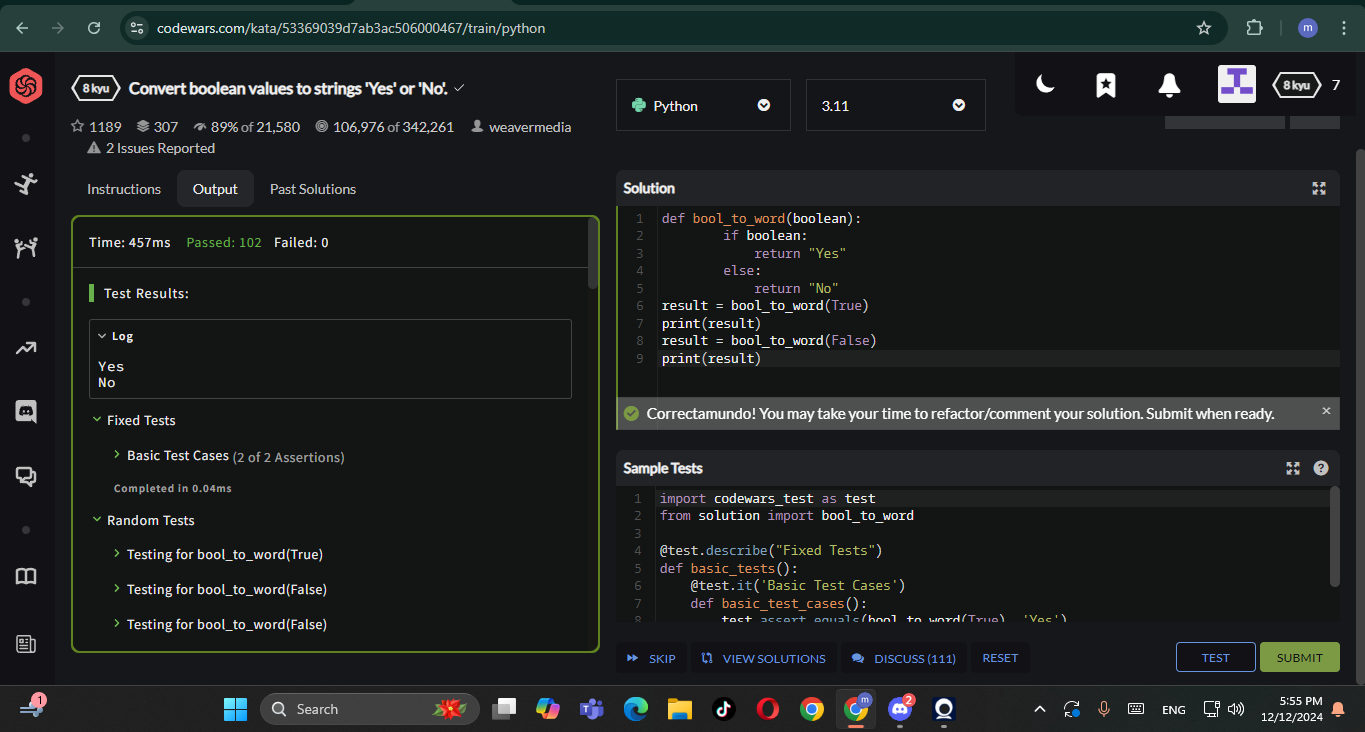 codewars.com/kata/53369039d7ab3ac506000467/train/python
m
8 kyu Convert boolean values to strings 'Yes' or 'No'.
1189 307 89% of 21,580 106,976 of 342,261 weavermedia
2 Issues Reported
Python
3.11
8 kyu 7
Instructions Output Past Solutions
Time: 457ms Passed: 102 Failed: 0
Test Results:
Log
Yes
No
Fixed Tests
Basic Test Cases (2 of 2 Assertions)
Completed in 0.04ms
Random Tests
Testing for bool_to_word(True)
Testing for bool_to_word(False)
Testing for bool_to_word(False)
Solution
1 def bool_to_word(boolean):
2 if boolean:
3 return "Yes"
4 else:
5 return "No"
6 result = bool_to_word(True)
7 print(result)
8 result = bool_to_word(False)
9 print(result)
Correctamundo! You may take your time to refactor/comment your solution. Submit when ready.
Sample Tests
1 import codewars_test as test
2 from solution import bool_to_word
3
4 @test.describe("Fixed Tests")
5 def basic_tests():
6 @test.it('Basic Test Cases')
7 def basic_test_cases():
8 test.assert_equals(bool_to_word(True), 'Yes')
SKIP VIEW SOLUTIONS DISCUSS (111) RESET TEST SUBMIT
1
Search
m
2
ENG
5:55 PM
12/12/2024